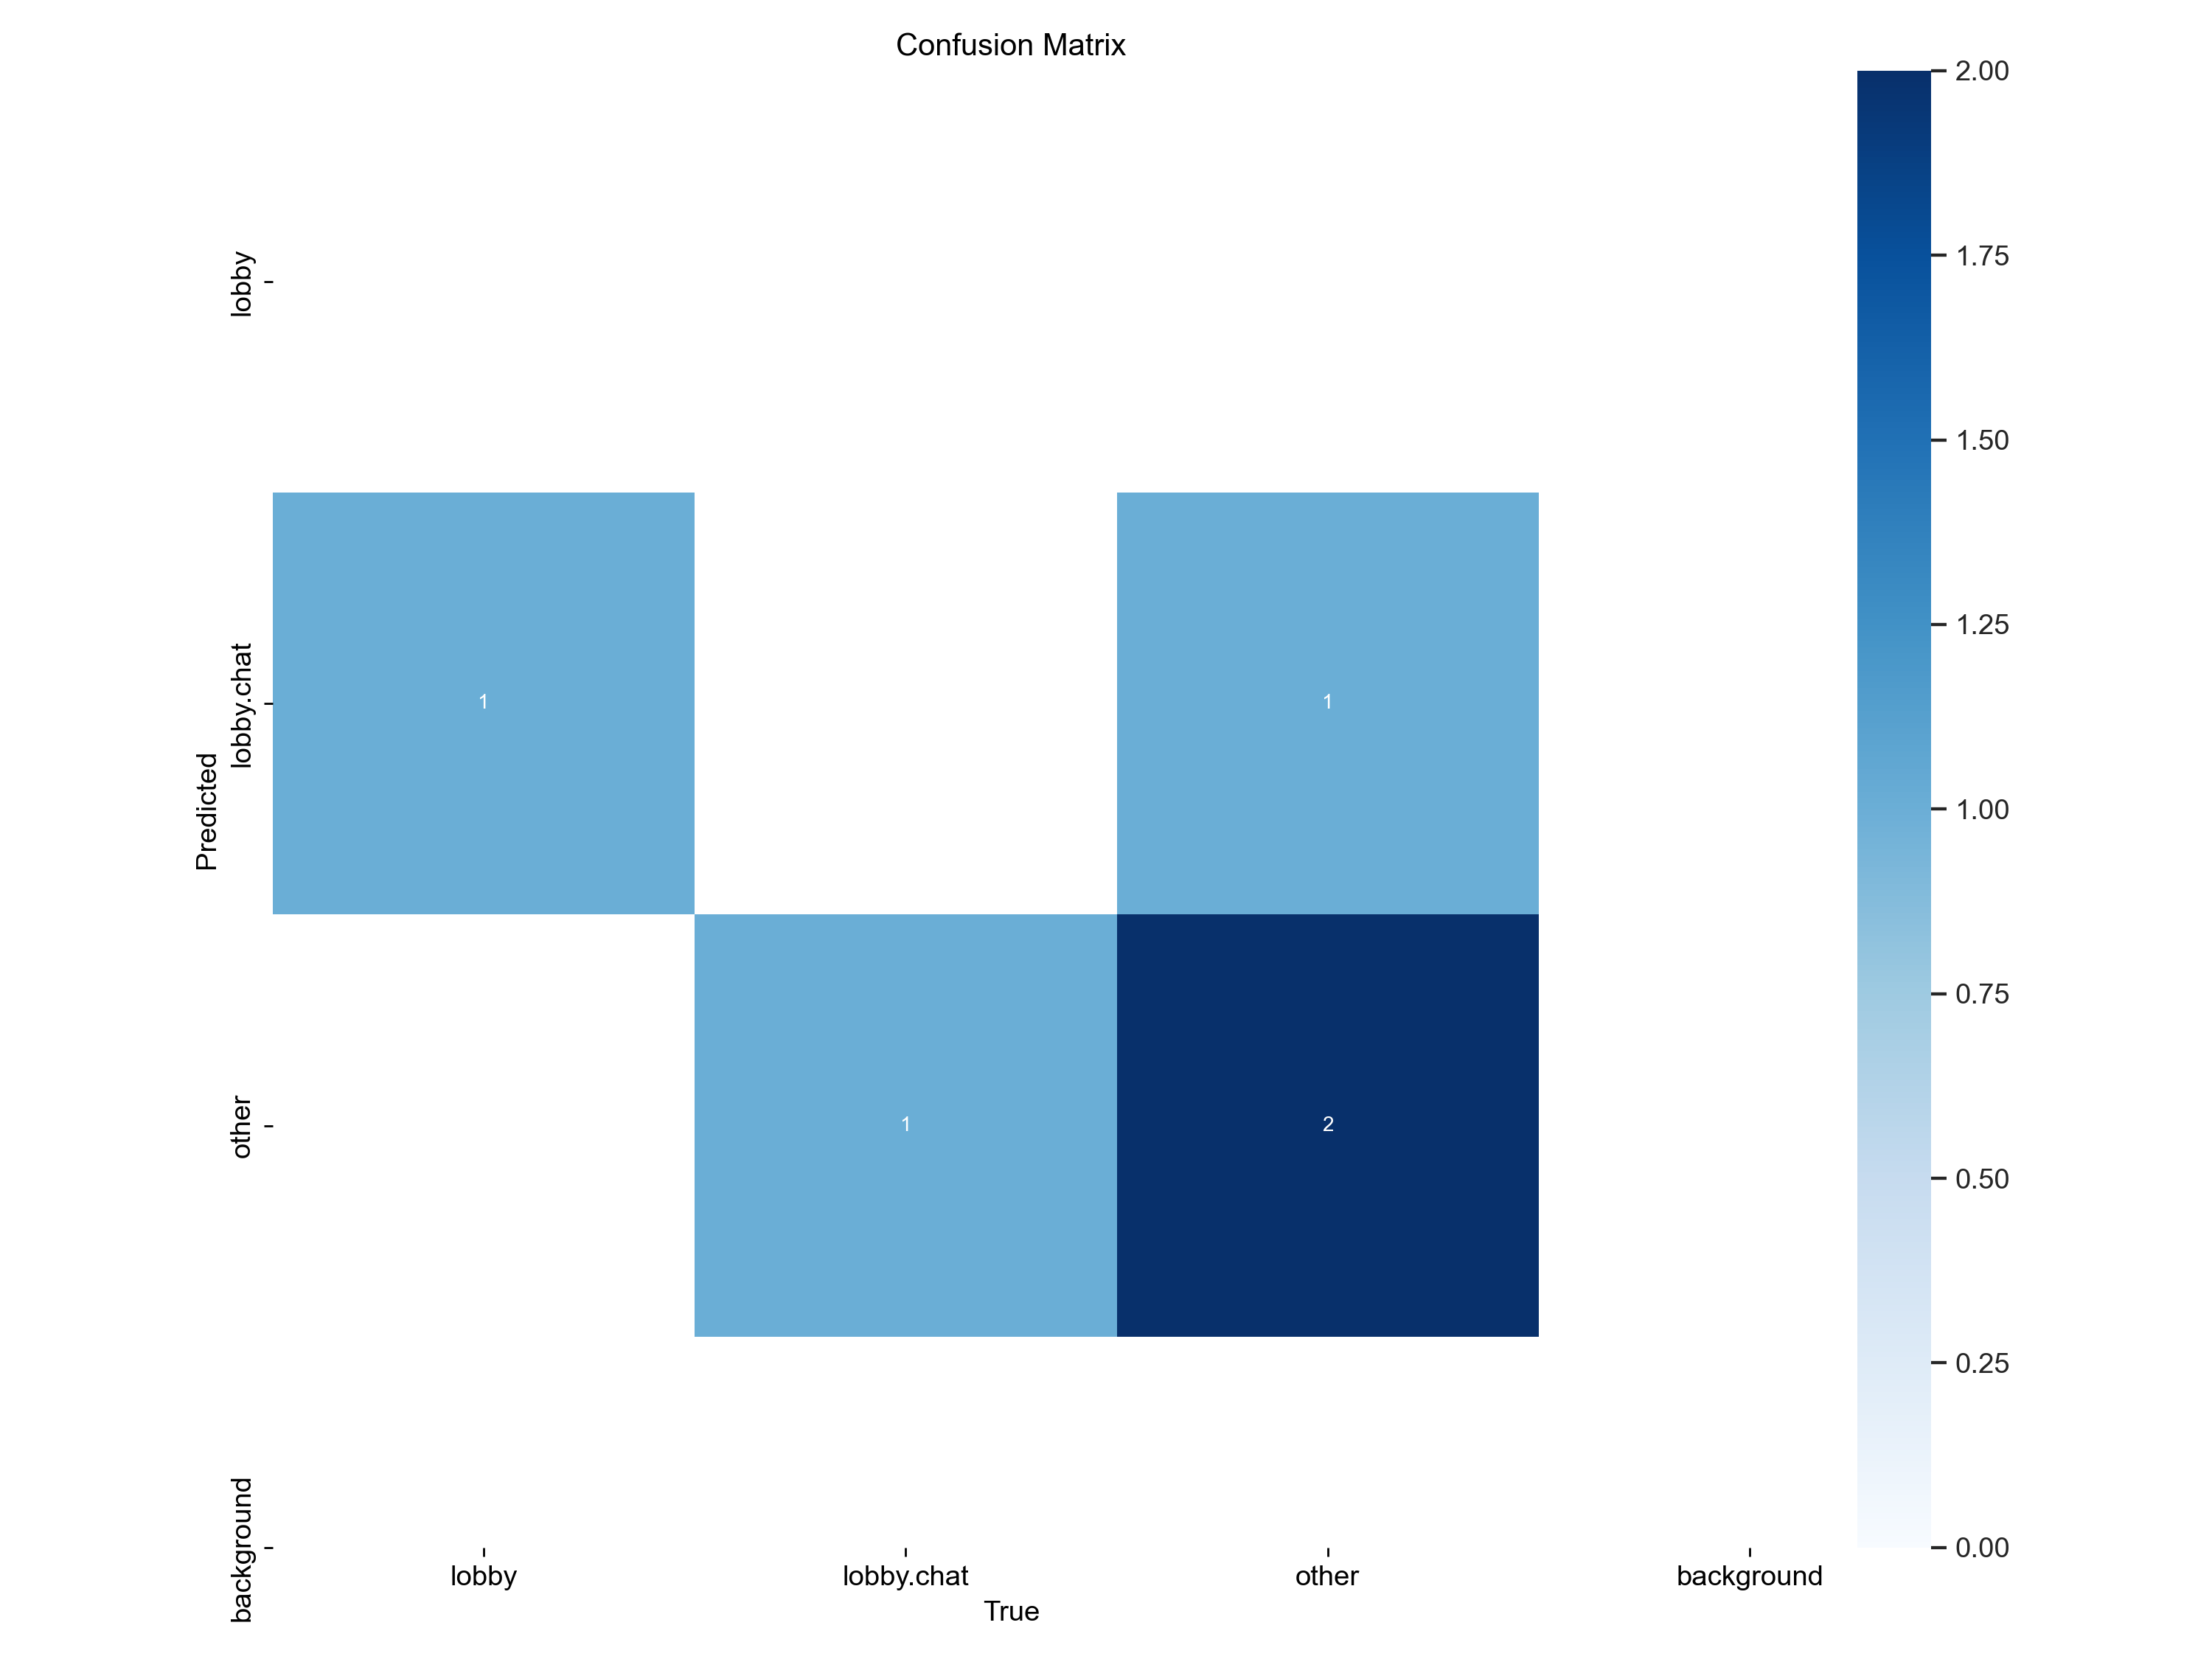 Confusion Matrix
Predicted
lobby
lobby.chat
other
background
1
1
1
2
lobby
lobby.chat
other
background
True
2.00
1.75
1.50
1.25
1.00
0.75
0.50
0.25
0.00